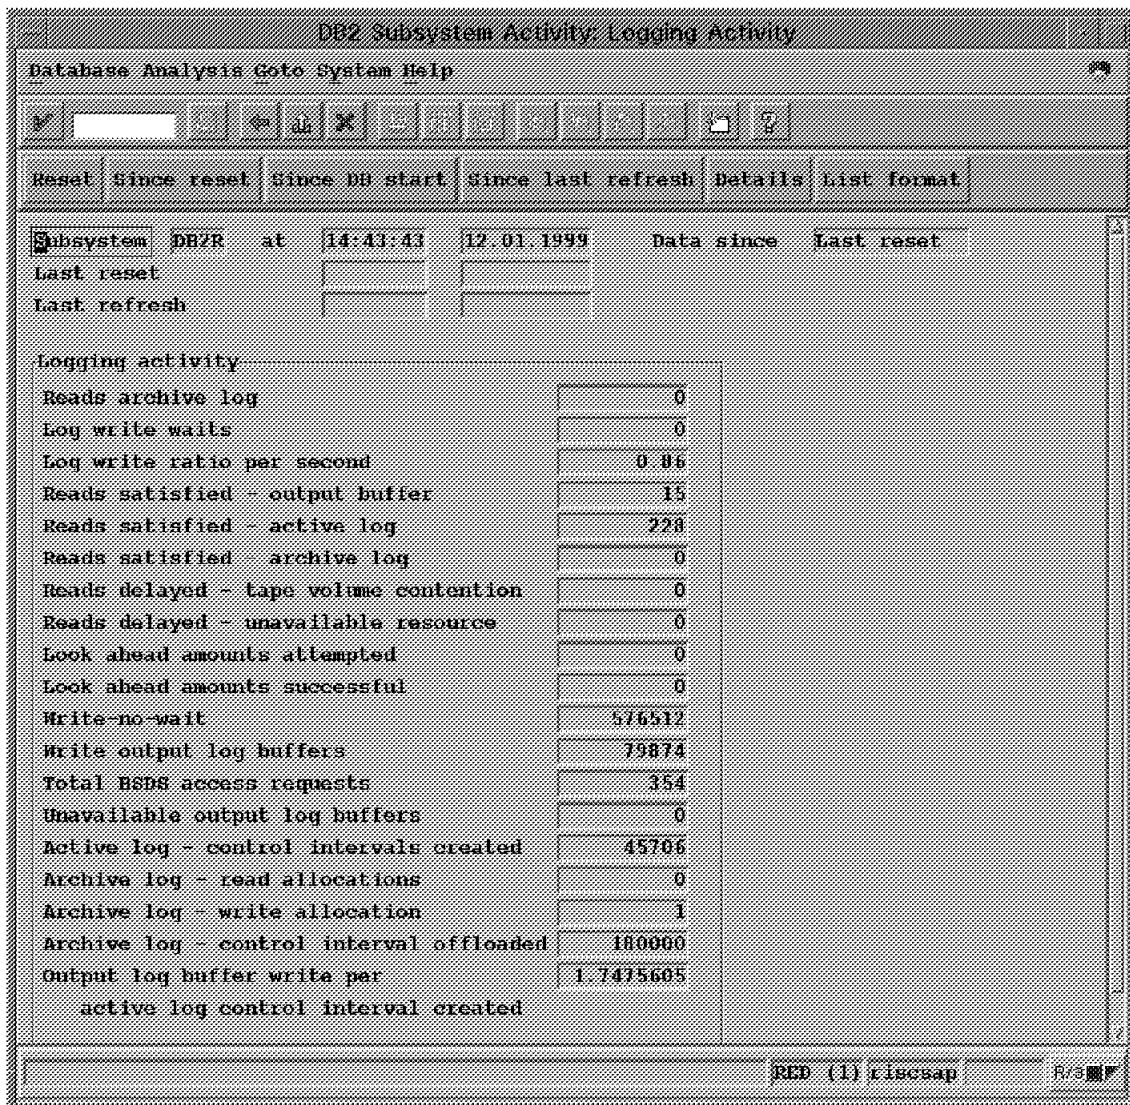 DB2 Subsystem Activity: Logging Activity
Database Analysis Goto System Help
Reset Since reset Since DB start Since last refresh Details List format
Subsystem DB2R at 14:43:43 12.01.1999 Data since Last reset
Last reset
Last refresh
Logging activity
Reads archive log 0
Log write waits 0
Log write ratio per second 0.86
Reads satisfied - output buffer 15
Reads satisfied - active log 228
Reads satisfied - archive log 0
Reads delayed - tape volume contention 0
Reads delayed - unavailable resource 0
Look ahead amounts attempted 0
Look ahead amounts successful 0
Write-no-wait 576512
Write output log buffers 79874
Total BSDS access requests 354
Unavailable output log buffers 0
Active log - control intervals created 45706
Archive log - read allocations 0
Archive log - write allocation 1
Archive log - control interval offloaded 180000
Output log buffer write per 1.7475605
active log control interval created
RED (1) riscsap
R/3